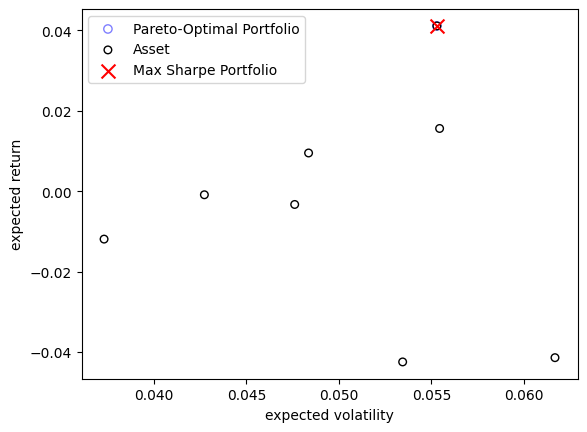 Pareto-Optimal Portfolio
Asset
Max Sharpe Portfolio
expected return
0.04
0.02
0.00
−0.02
−0.04
0.040
0.045
0.050
0.055
0.060
expected volatility